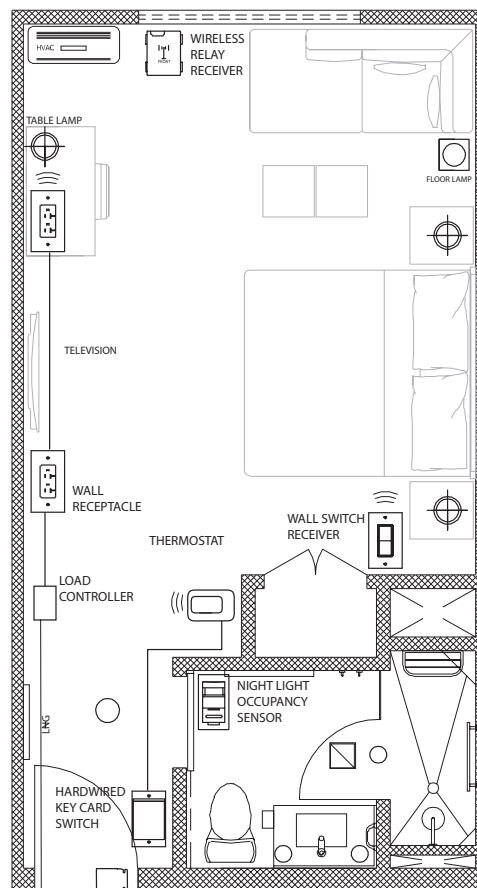 HVAC
FRONT
WIRELESS
RELAY
RECEIVER
TABLE LAMP
FLOOR LAMP
TELEVISION
WALL
RECEPTACLE
WALL SWITCH
RECEIVER
THERMOSTAT
LOAD
CONTROLLER
NIGHT LIGHT
OCCUPANCY
SENSOR
LNG
HARDWIRED
KEY CARD
SWITCH